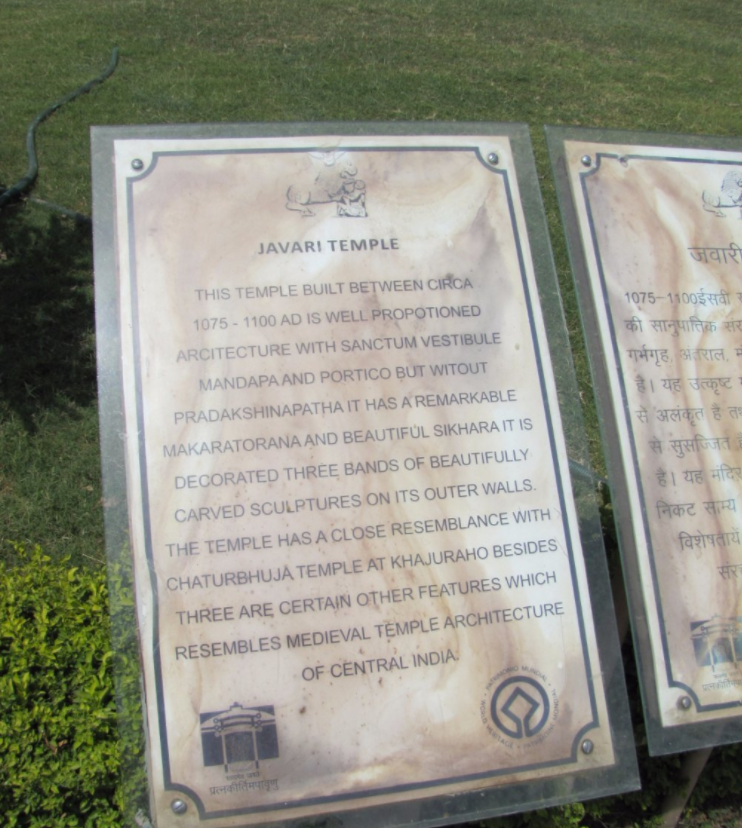 JAVARI TEMPLE
THIS TEMPLE BUILT BETWEEN CIRCA
1075 - 1100 AD IS WELL PROPOTIONED
ARCITECTURE WITH SANCTUM VESTIBULE
MANDAPA AND PORTICO BUT WITOUT
PRADAKSHINAPATHA IT HAS A REMARKABLE
MAKARATORANA AND BEAUTIFUL SIKHARA IT IS
DECORATED THREE BANDS OF BEAUTIFULLY
CARVED SCULPTURES ON ITS OUTER WALLS.
THE TEMPLE HAS A CLOSE RESEMBLANCE WITH
CHATURBHUJA TEMPLE AT KHAJURAHO BESIDES
THREE ARE CERTAIN OTHER FEATURES WHICH
RESEMBLES MEDIEVAL TEMPLE ARCHITECTURE
OF CENTRAL INDIA.
प्रत्नकीर्तिमपावृणु
जवारी
1075-1100ईसवी
की सानुपातिक
गर्भगृह, अंतराल,
है। यह उत्कृष्ट
से अलंकृत है
से सुसज्जित
है। यह मंदिर
निकट साम्य